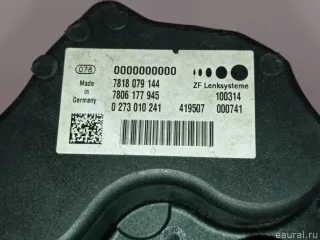 076
0000000000
ZF Lenksysteme
Made in Germany
7818 079 144
7806 177 945
100314
0 273 010 241 419507 000741
eaural.ru